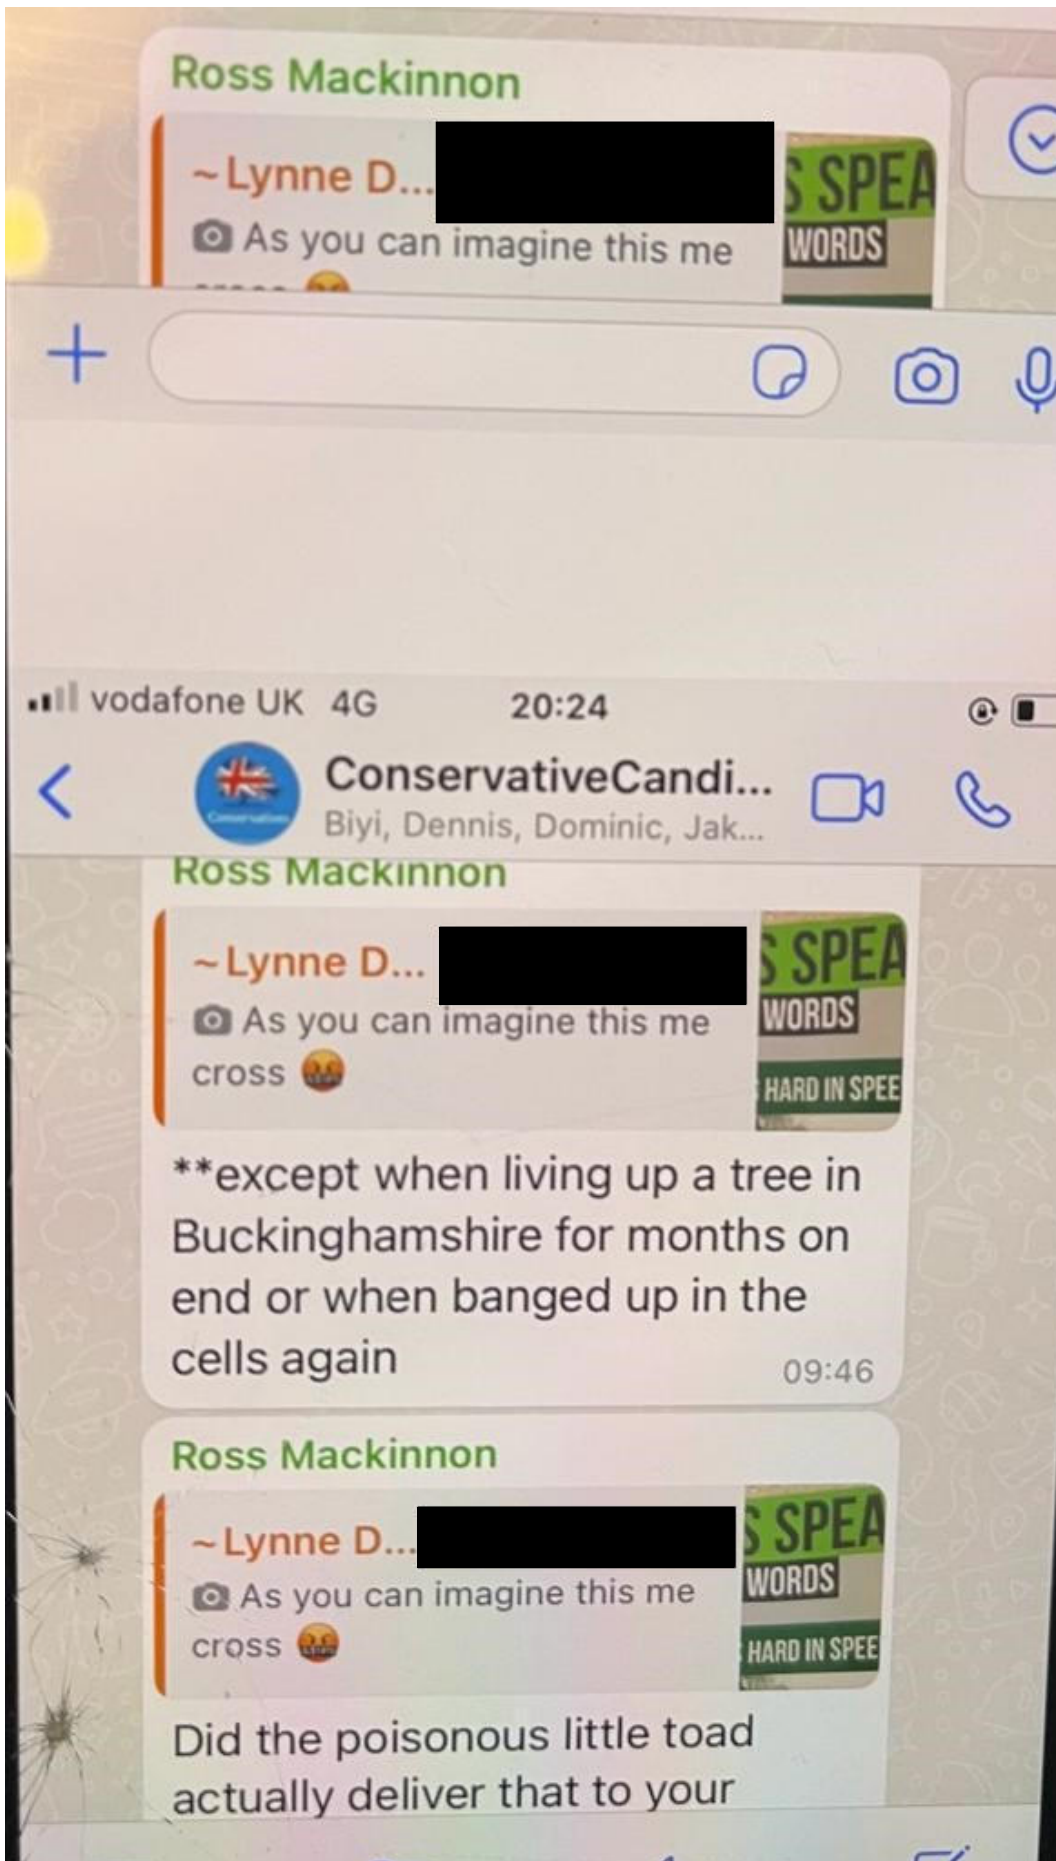 Ross Mackinnon
~Lynne D...
As you can imagine this me
S SPEA
WORDS
vodafone UK 4G
20:24
ConservativeCandi...
Biyi, Dennis, Dominic, Jak...
Ross Mackinnon
~Lynne D...
As you can imagine this me
cross 🤬
S SPEA
WORDS
HARD IN SPEE
**except when living up a tree in
Buckinghamshire for months on
end or when banged up in the
cells again
09:46
Ross Mackinnon
~Lynne D...
As you can imagine this me
cross 🤬
S SPEA
WORDS
HARD IN SPEE
Did the poisonous little toad
actually deliver that to your